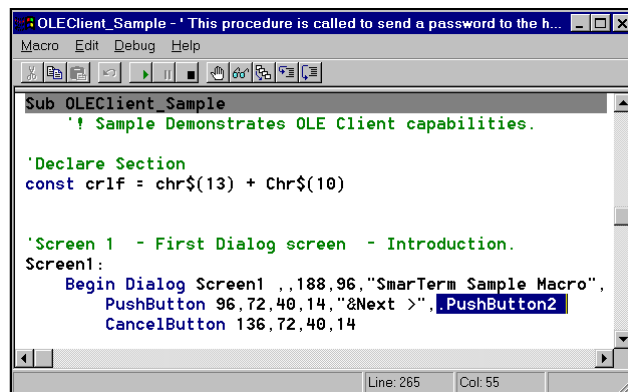 OLEClient_Sample - ' This procedure is called to send a password to the h...
Macro Edit Debug Help
Sub OLEClient_Sample
'! Sample Demonstrates OLE Client capabilities.
'Declare Section
const crlf = chr$(13) + Chr$(10)
'Screen 1 - First Dialog screen - Introduction.
Screen1:
Begin Dialog Screen1 ,,188,96,"SmarTerm Sample Macro",
PushButton 96,72,40,14,"&Next >",.PushButton2
CancelButton 136,72,40,14
Line: 265 Col: 55